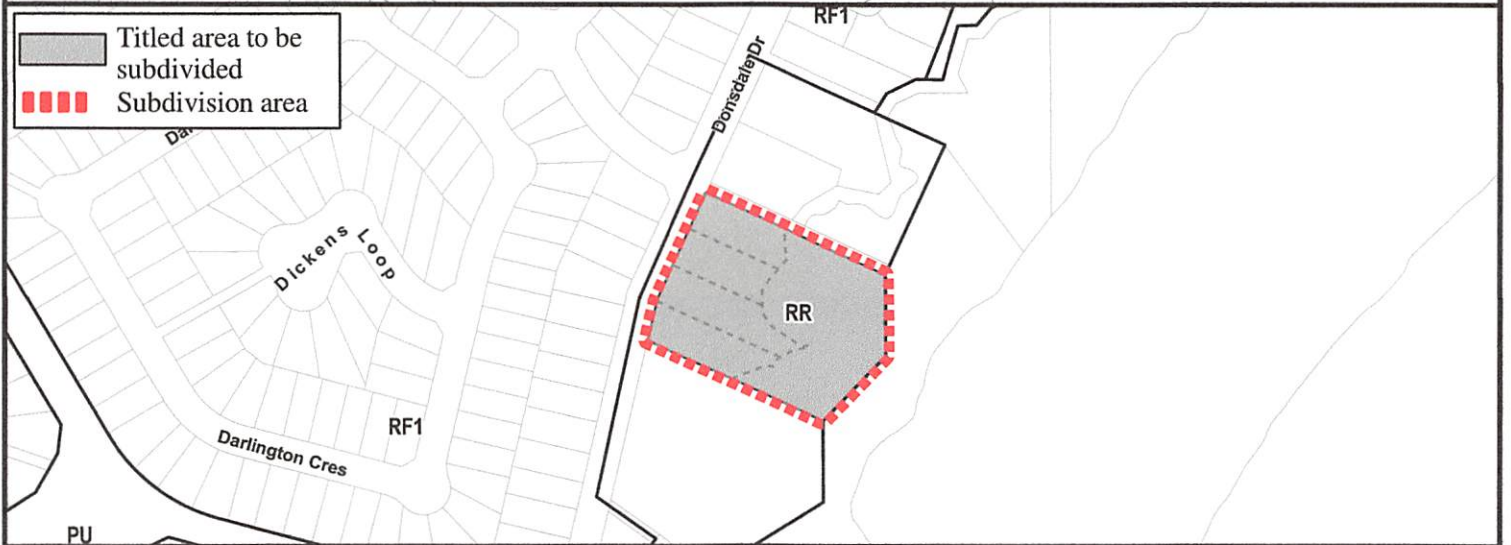 RF1
Titled area to be
subdivided
Subdivision area
Donsdale Dr
Dickens Loop
RR
RF1
Darlington Cres
PU